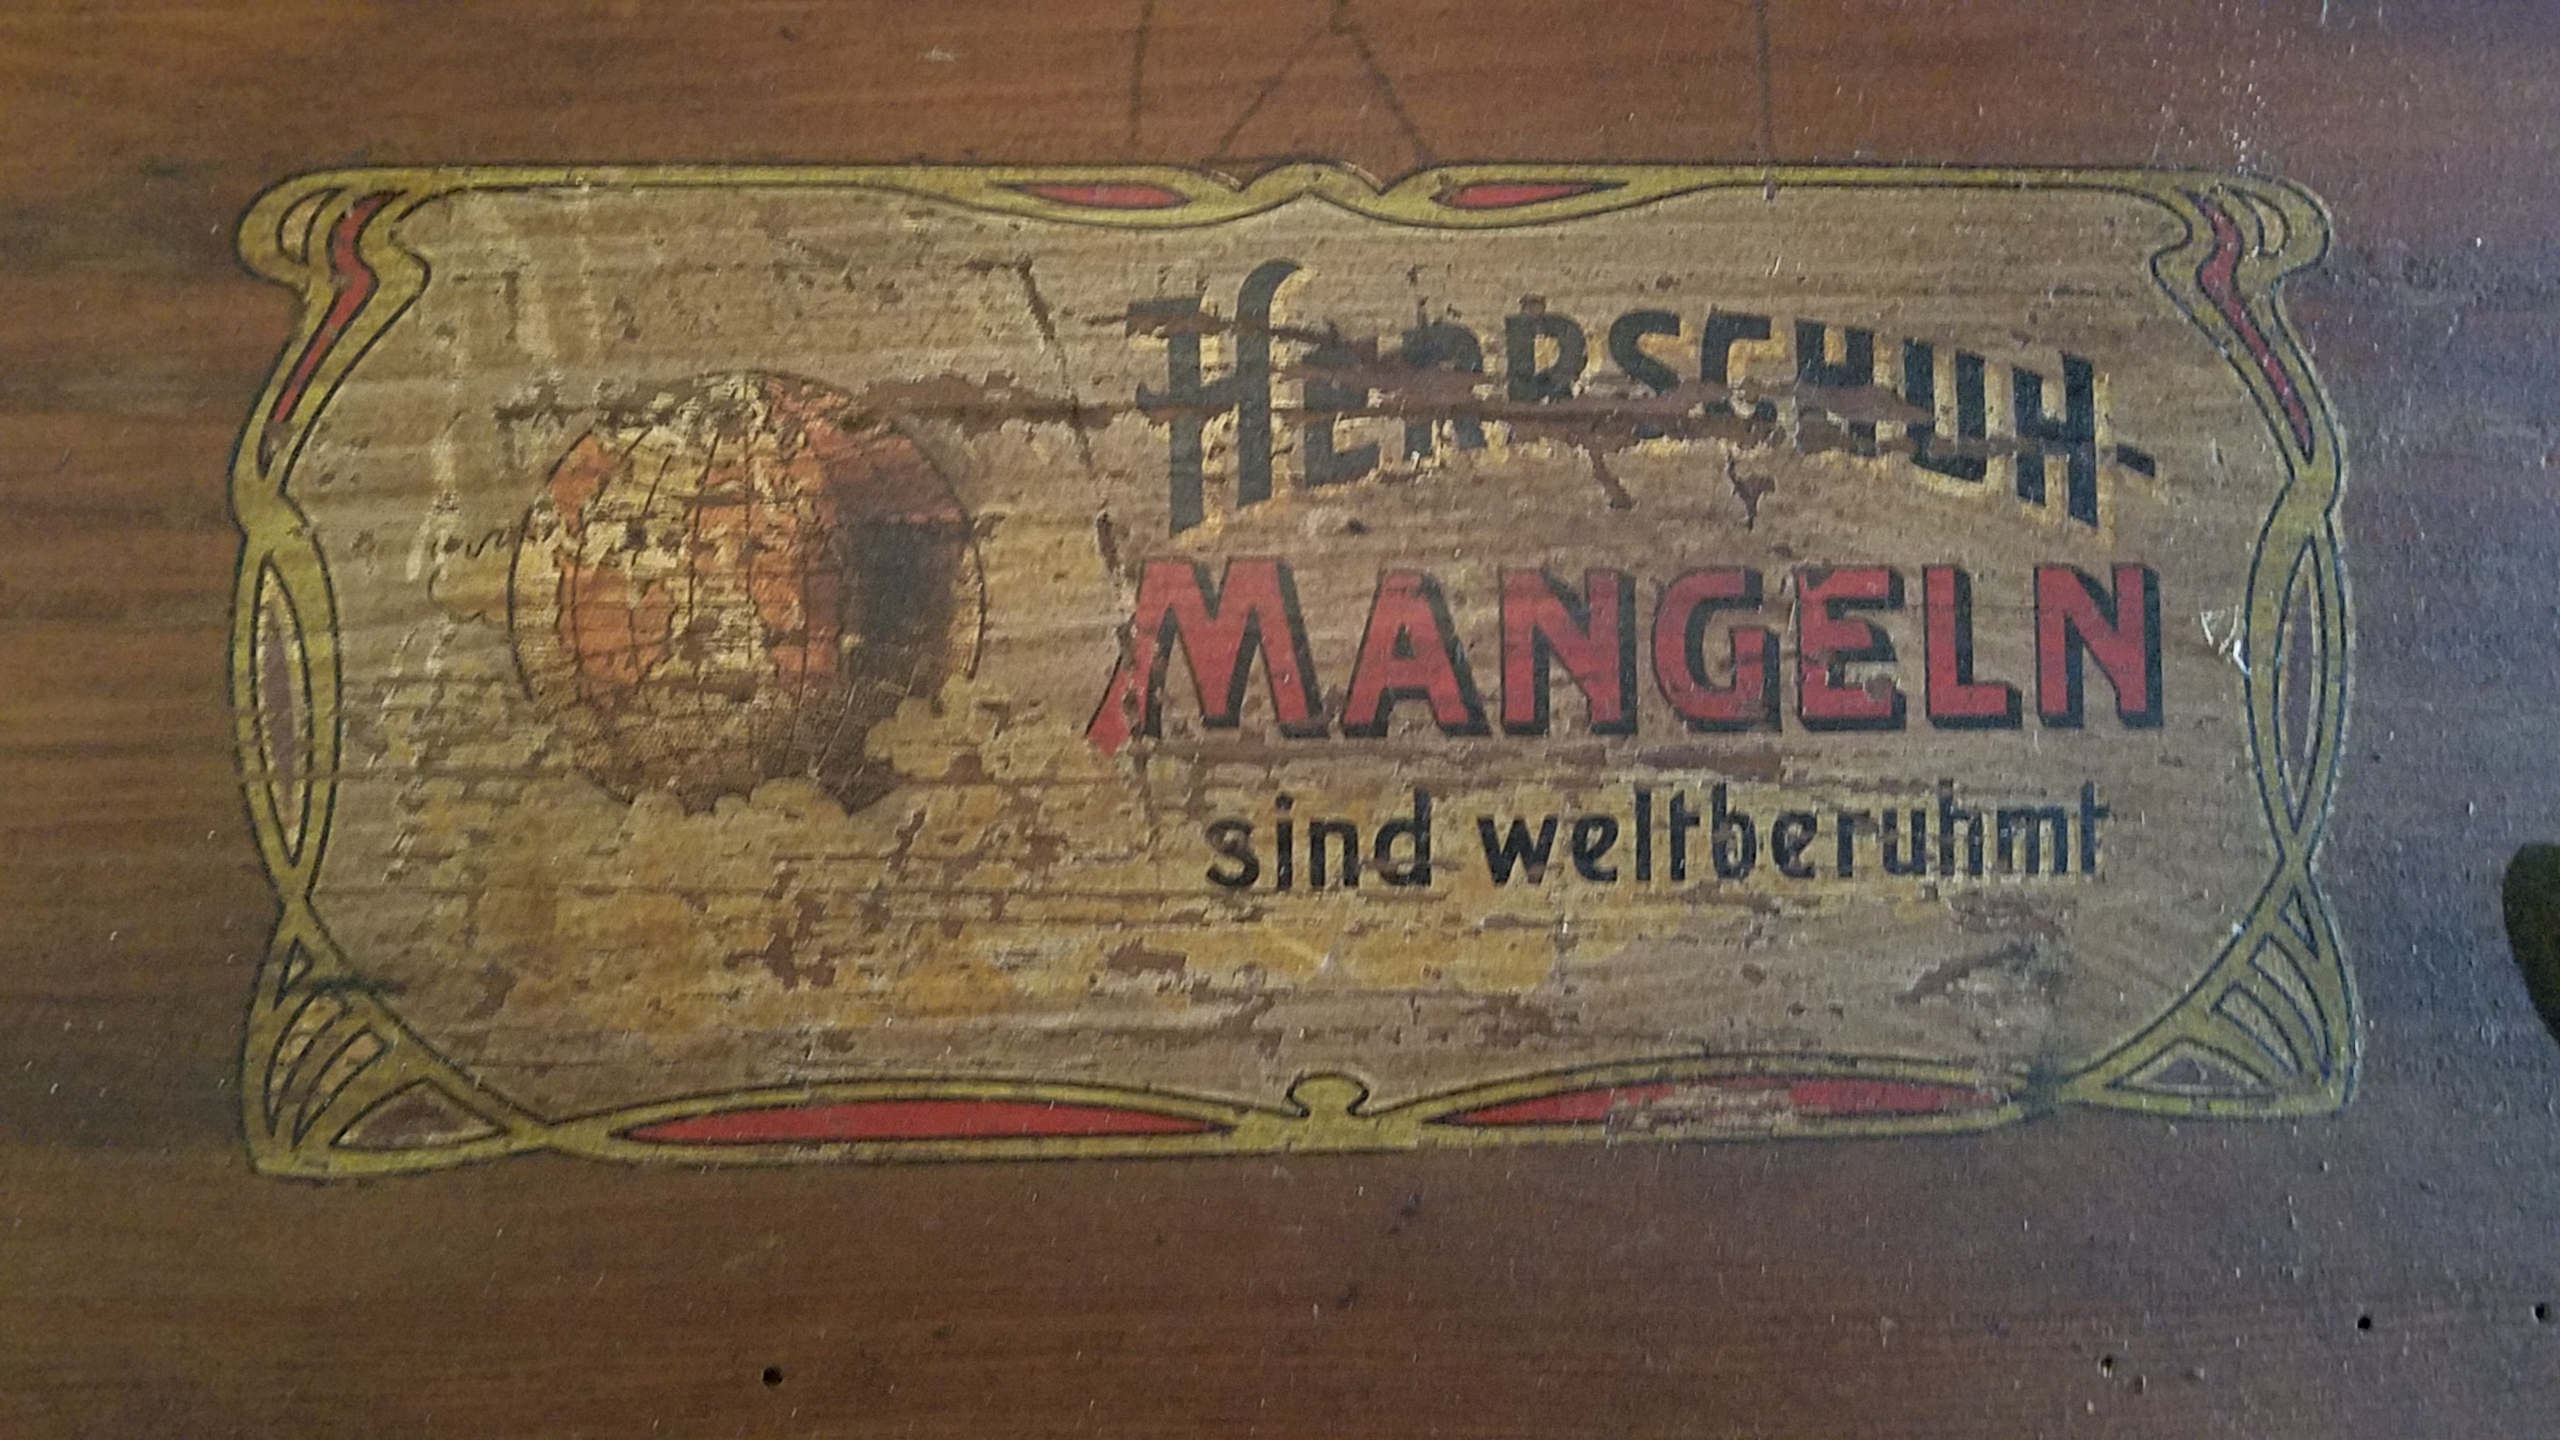 HERRSCHUH-
MANGELN
sind weltberuhmt